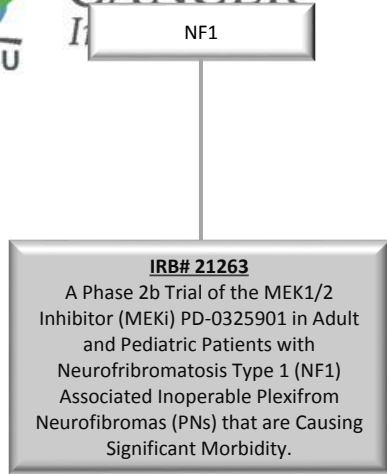 NF1
U
IRB# 21263
A Phase 2b Trial of the MEK1/2
Inhibitor (MEKi) PD-0325901 in Adult
and Pediatric Patients with
Neurofribromatosis Type 1 (NF1)
Associated Inoperable Plexifrom
Neurofibromas (PNs) that are Causing
Significant Morbidity.